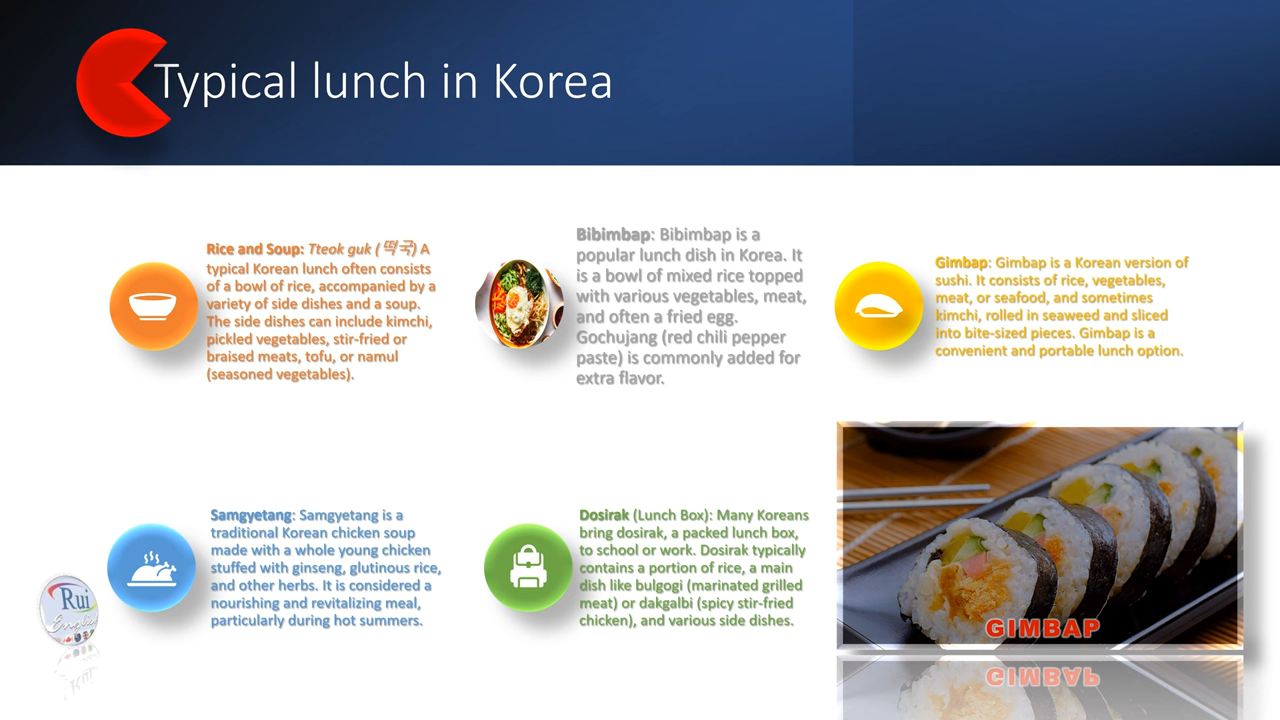 Typical lunch in Korea
Rice and Soup: Tteok guk (떡국) A
typical Korean lunch often consists
of a bowl of rice, accompanied by a
variety of side dishes and a soup.
The side dishes can include kimchi,
pickled vegetables, stir-fried or
braised meats, tofu, or namul
(seasoned vegetables).
Bibimbap: Bibimbap is a
popular lunch dish in Korea. It
is a bowl of mixed rice topped
with various vegetables, meat,
and often a fried egg.
Gochujang (red chili pepper
paste) is commonly added for
extra flavor.
Gimbap: Gimbap is a Korean version of
sushi. It consists of rice, vegetables,
meat, or seafood, and sometimes
kimchi, rolled in seaweed and sliced
into bite-sized pieces. Gimbap is a
convenient and portable lunch option.
Samgyetang: Samgyetang is a
traditional Korean chicken soup
made with a whole young chicken
stuffed with ginseng, glutinous rice,
and other herbs. It is considered a
nourishing and revitalizing meal,
particularly during hot summers.
Dosirak (Lunch Box): Many Koreans
bring dosirak, a packed lunch box,
to school or work. Dosirak typically
contains a portion of rice, a main
dish like bulgogi (marinated grilled
meat) or dakgalbi (spicy stir-fried
chicken), and various side dishes.
GIMBAP
Rui
English